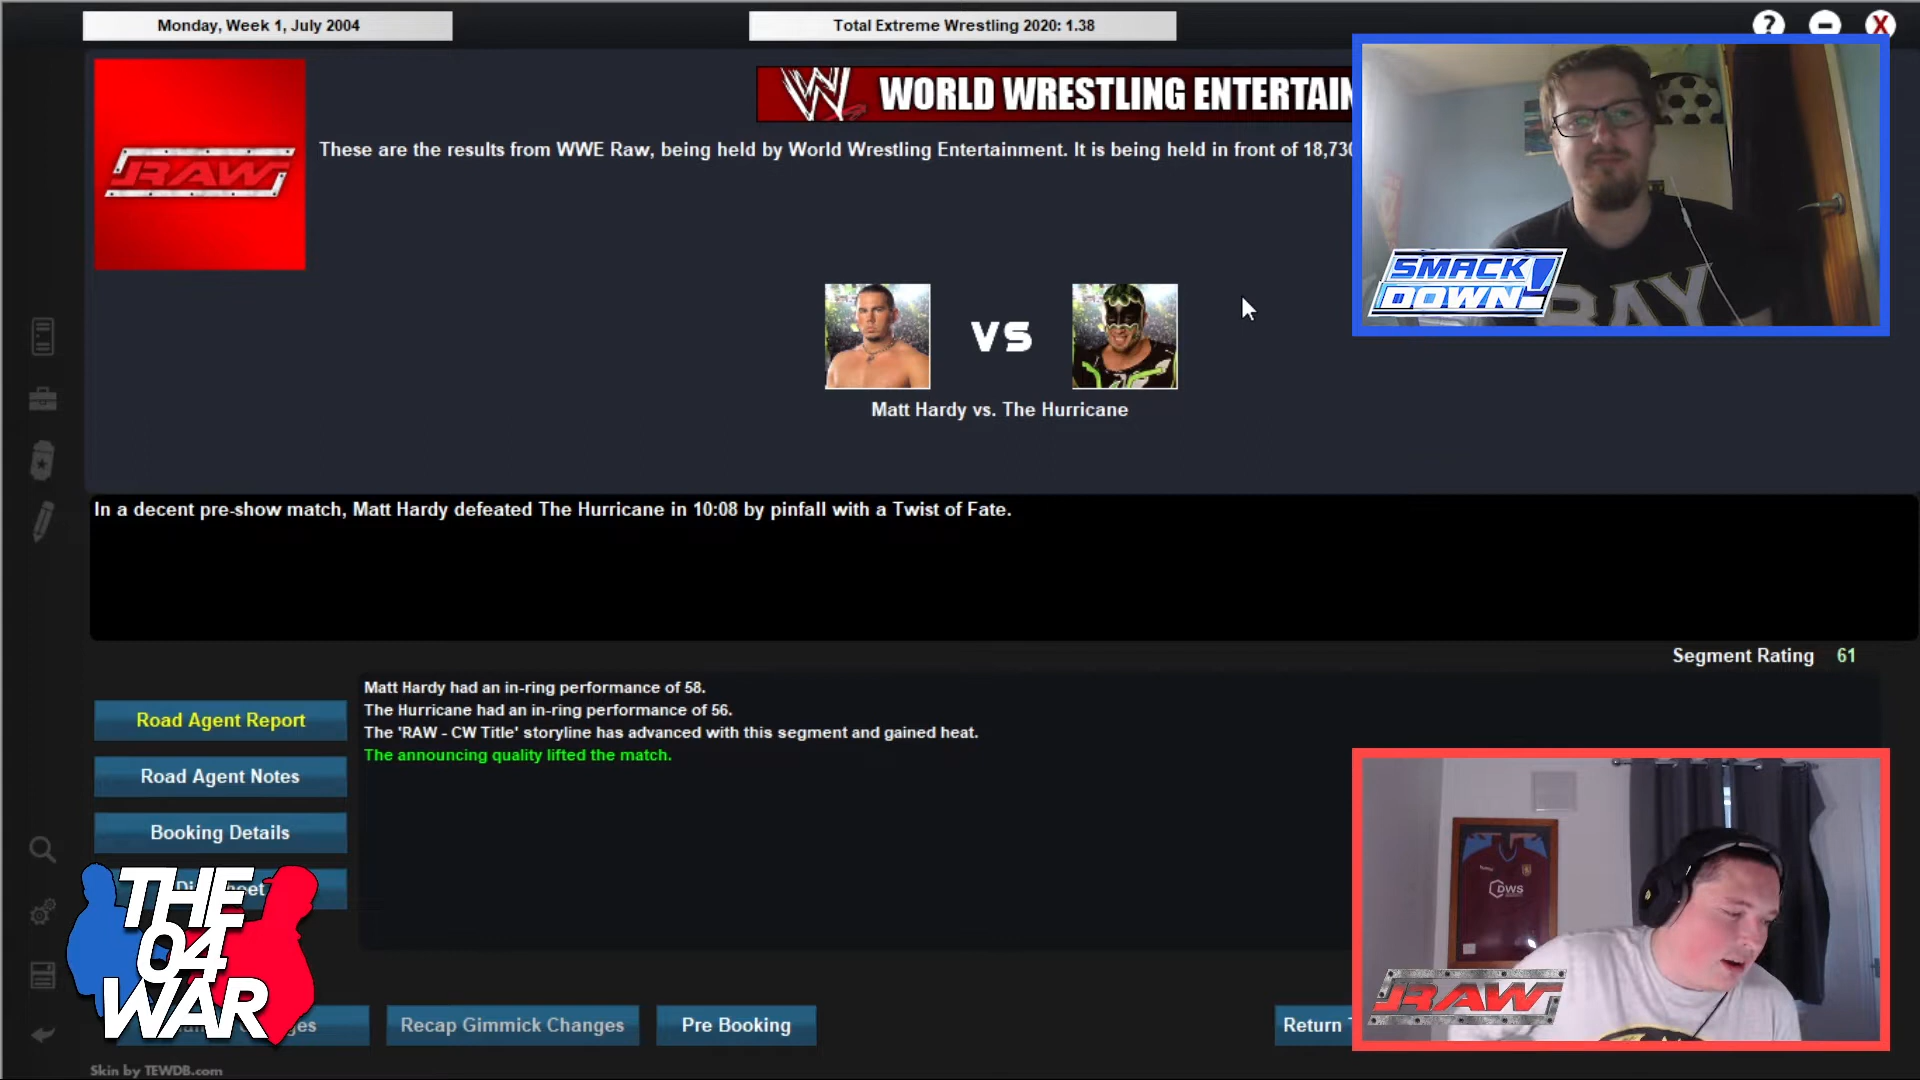 Monday, Week 1, July 2004
Total Extreme Wrestling 2020: 1.38
?
X
W WORLD WRESTLING ENTERTAIN
RAW
These are the results from WWE Raw, being held by World Wrestling Entertainment. It is being held in front of 18,730
SMACK
DOWN!
VS
Matt Hardy vs. The Hurricane
In a decent pre-show match, Matt Hardy defeated The Hurricane in 10:08 by pinfall with a Twist of Fate.
Segment Rating 61
Road Agent Report
Road Agent Notes
Booking Details
Matt Hardy had an in-ring performance of 58.
The Hurricane had an in-ring performance of 56.
The 'RAW - CW Title' storyline has advanced with this segment and gained heat.
The announcing quality lifted the match.
DWS
THE
04
WAR
RAW
Recap Gimmick Changes
Pre Booking
Return
Skin by TEWDB.com